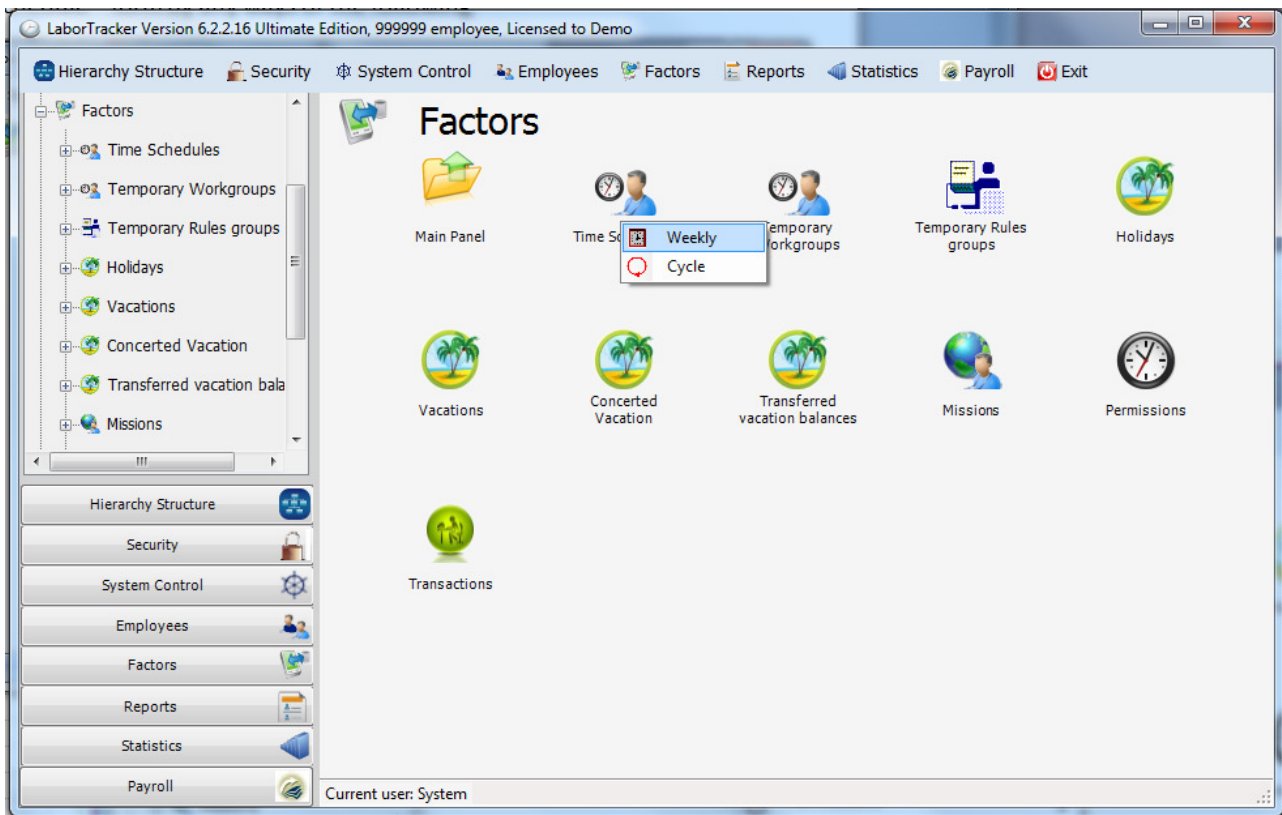 LaborTracker Version 6.2.2.16 Ultimate Edition, 999999 employee, Licensed to Demo
Hierarchy Structure Security System Control Employees Factors Reports Statistics Payroll Exit
Factors
Time Schedules
Temporary Workgroups
Temporary Rules groups
Holidays
Vacations
Concerted Vacation
Transferred vacation bala
Missions
Hierarchy Structure
Security
System Control
Employees
Factors
Reports
Statistics
Payroll
Factors
Main Panel
Time Sc
Weekly
Cycle
emporary
orkgroups
Temporary Rules
groups
Holidays
Vacations
Concerted
Vacation
Transferred
vacation balances
Missions
Permissions
Transactions
Current user: System